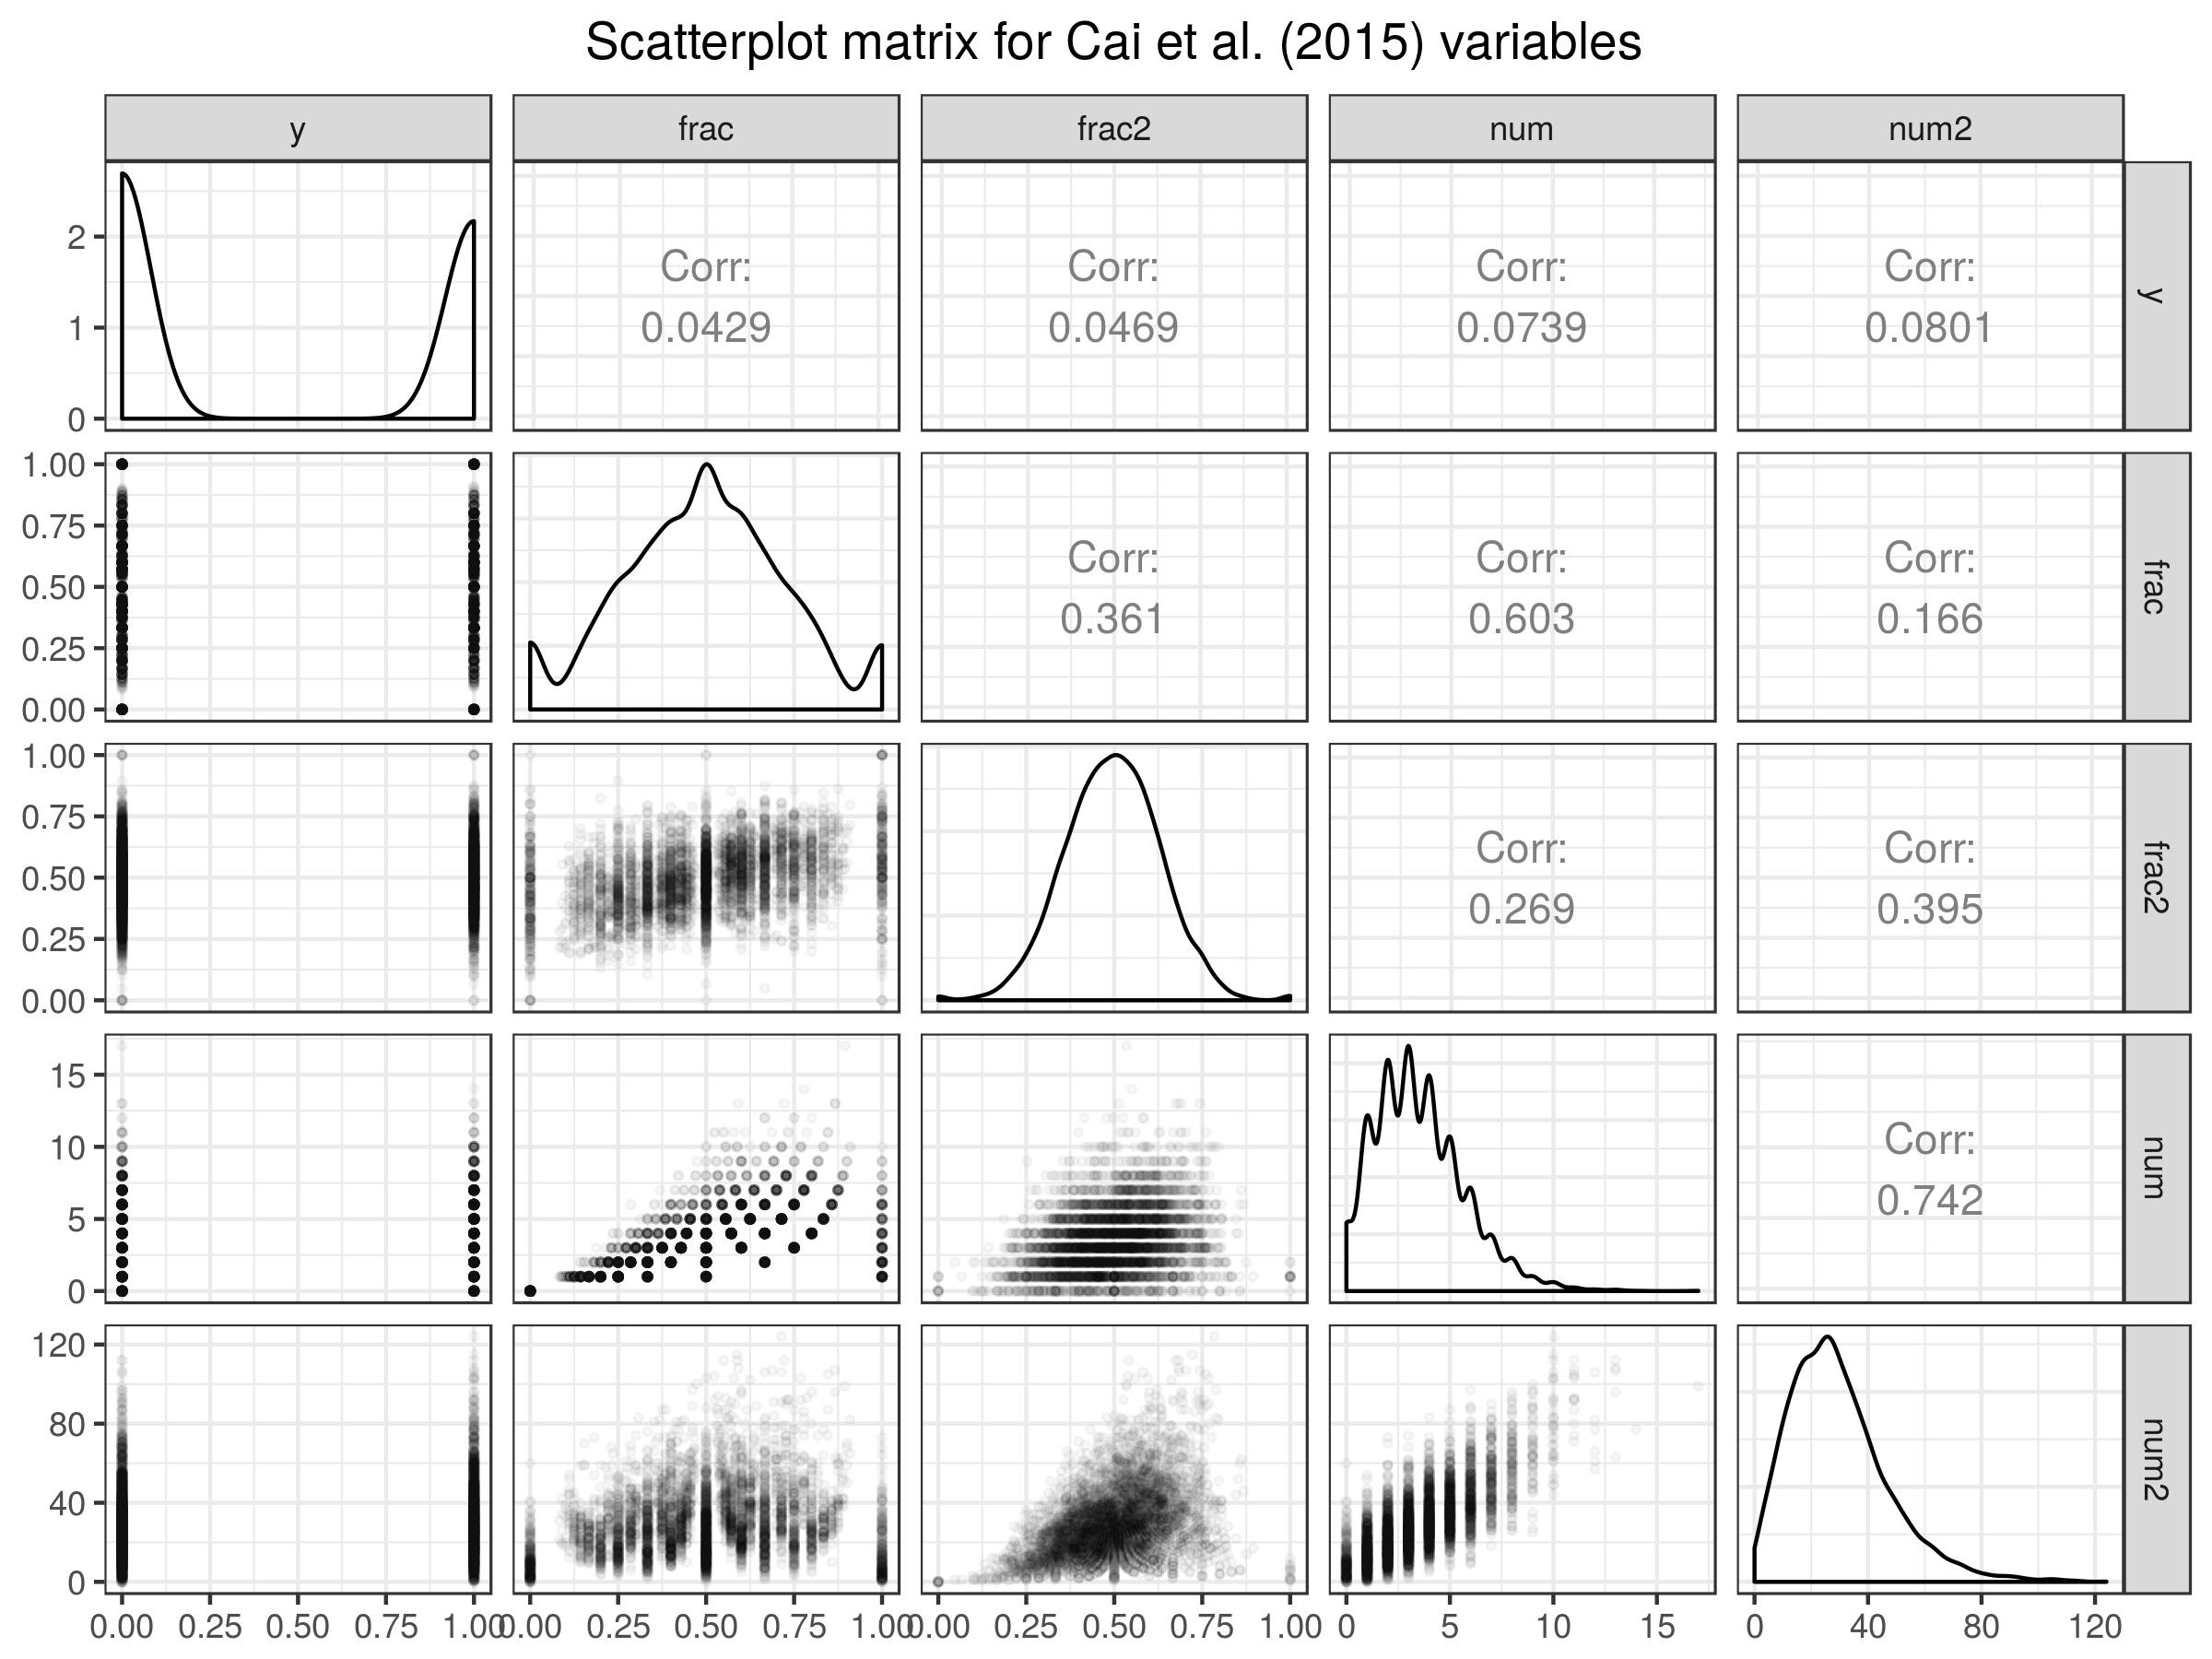 Scatterplot matrix for Cai et al. (2015) variables
y frac frac2 num num2
2
1
0
Corr: Corr: Corr: Corr:
0.0429 0.0469 0.0739 0.0801
y
1.00
0.75
0.50
0.25
0.00
Corr: Corr: Corr:
0.361 0.603 0.166
frac
1.00
0.75
0.50
0.25
0.00
Corr: Corr:
0.269 0.395
frac2
15
10
5
0
Corr:
0.742
num
120
80
40
0
num2
0.00 0.25 0.50 0.75 1.00 0.00 0.25 0.50 0.75 1.00 0.00 0.25 0.50 0.75 1.00 0 5 10 15 0 40 80 120